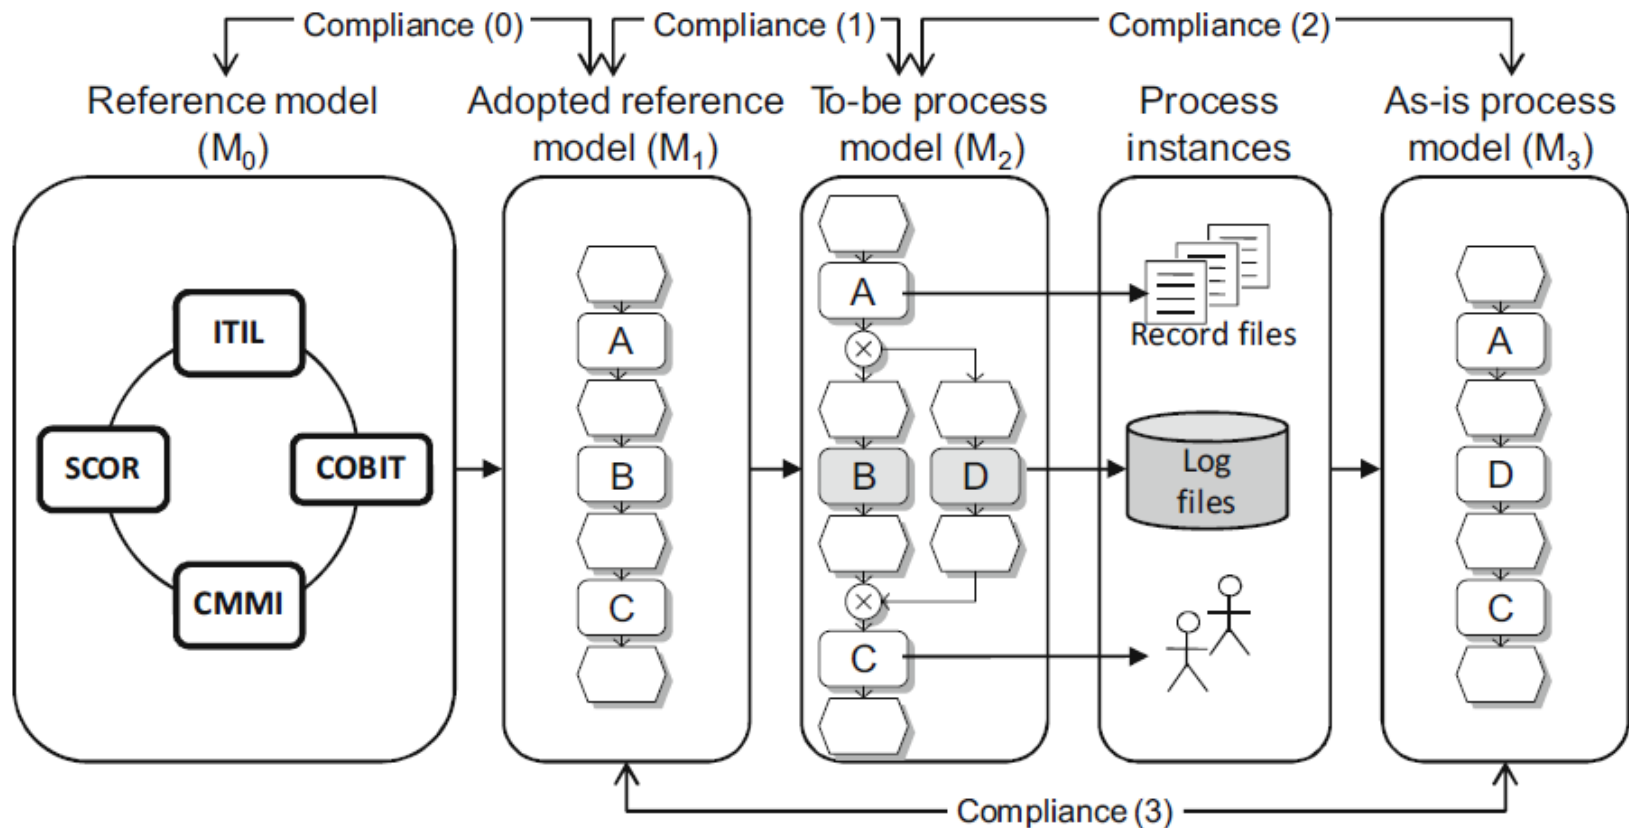 Compliance (0)
Compliance (1)
Compliance (2)
Reference model
(M₀)
Adopted reference
model (M₁)
To-be process
model (M₂)
Process
instances
As-is process
model (M₃)
ITIL
SCOR
COBIT
CMMI
A
B
C
A
B
D
C
Record files
Log
files
A
D
C
Compliance (3)